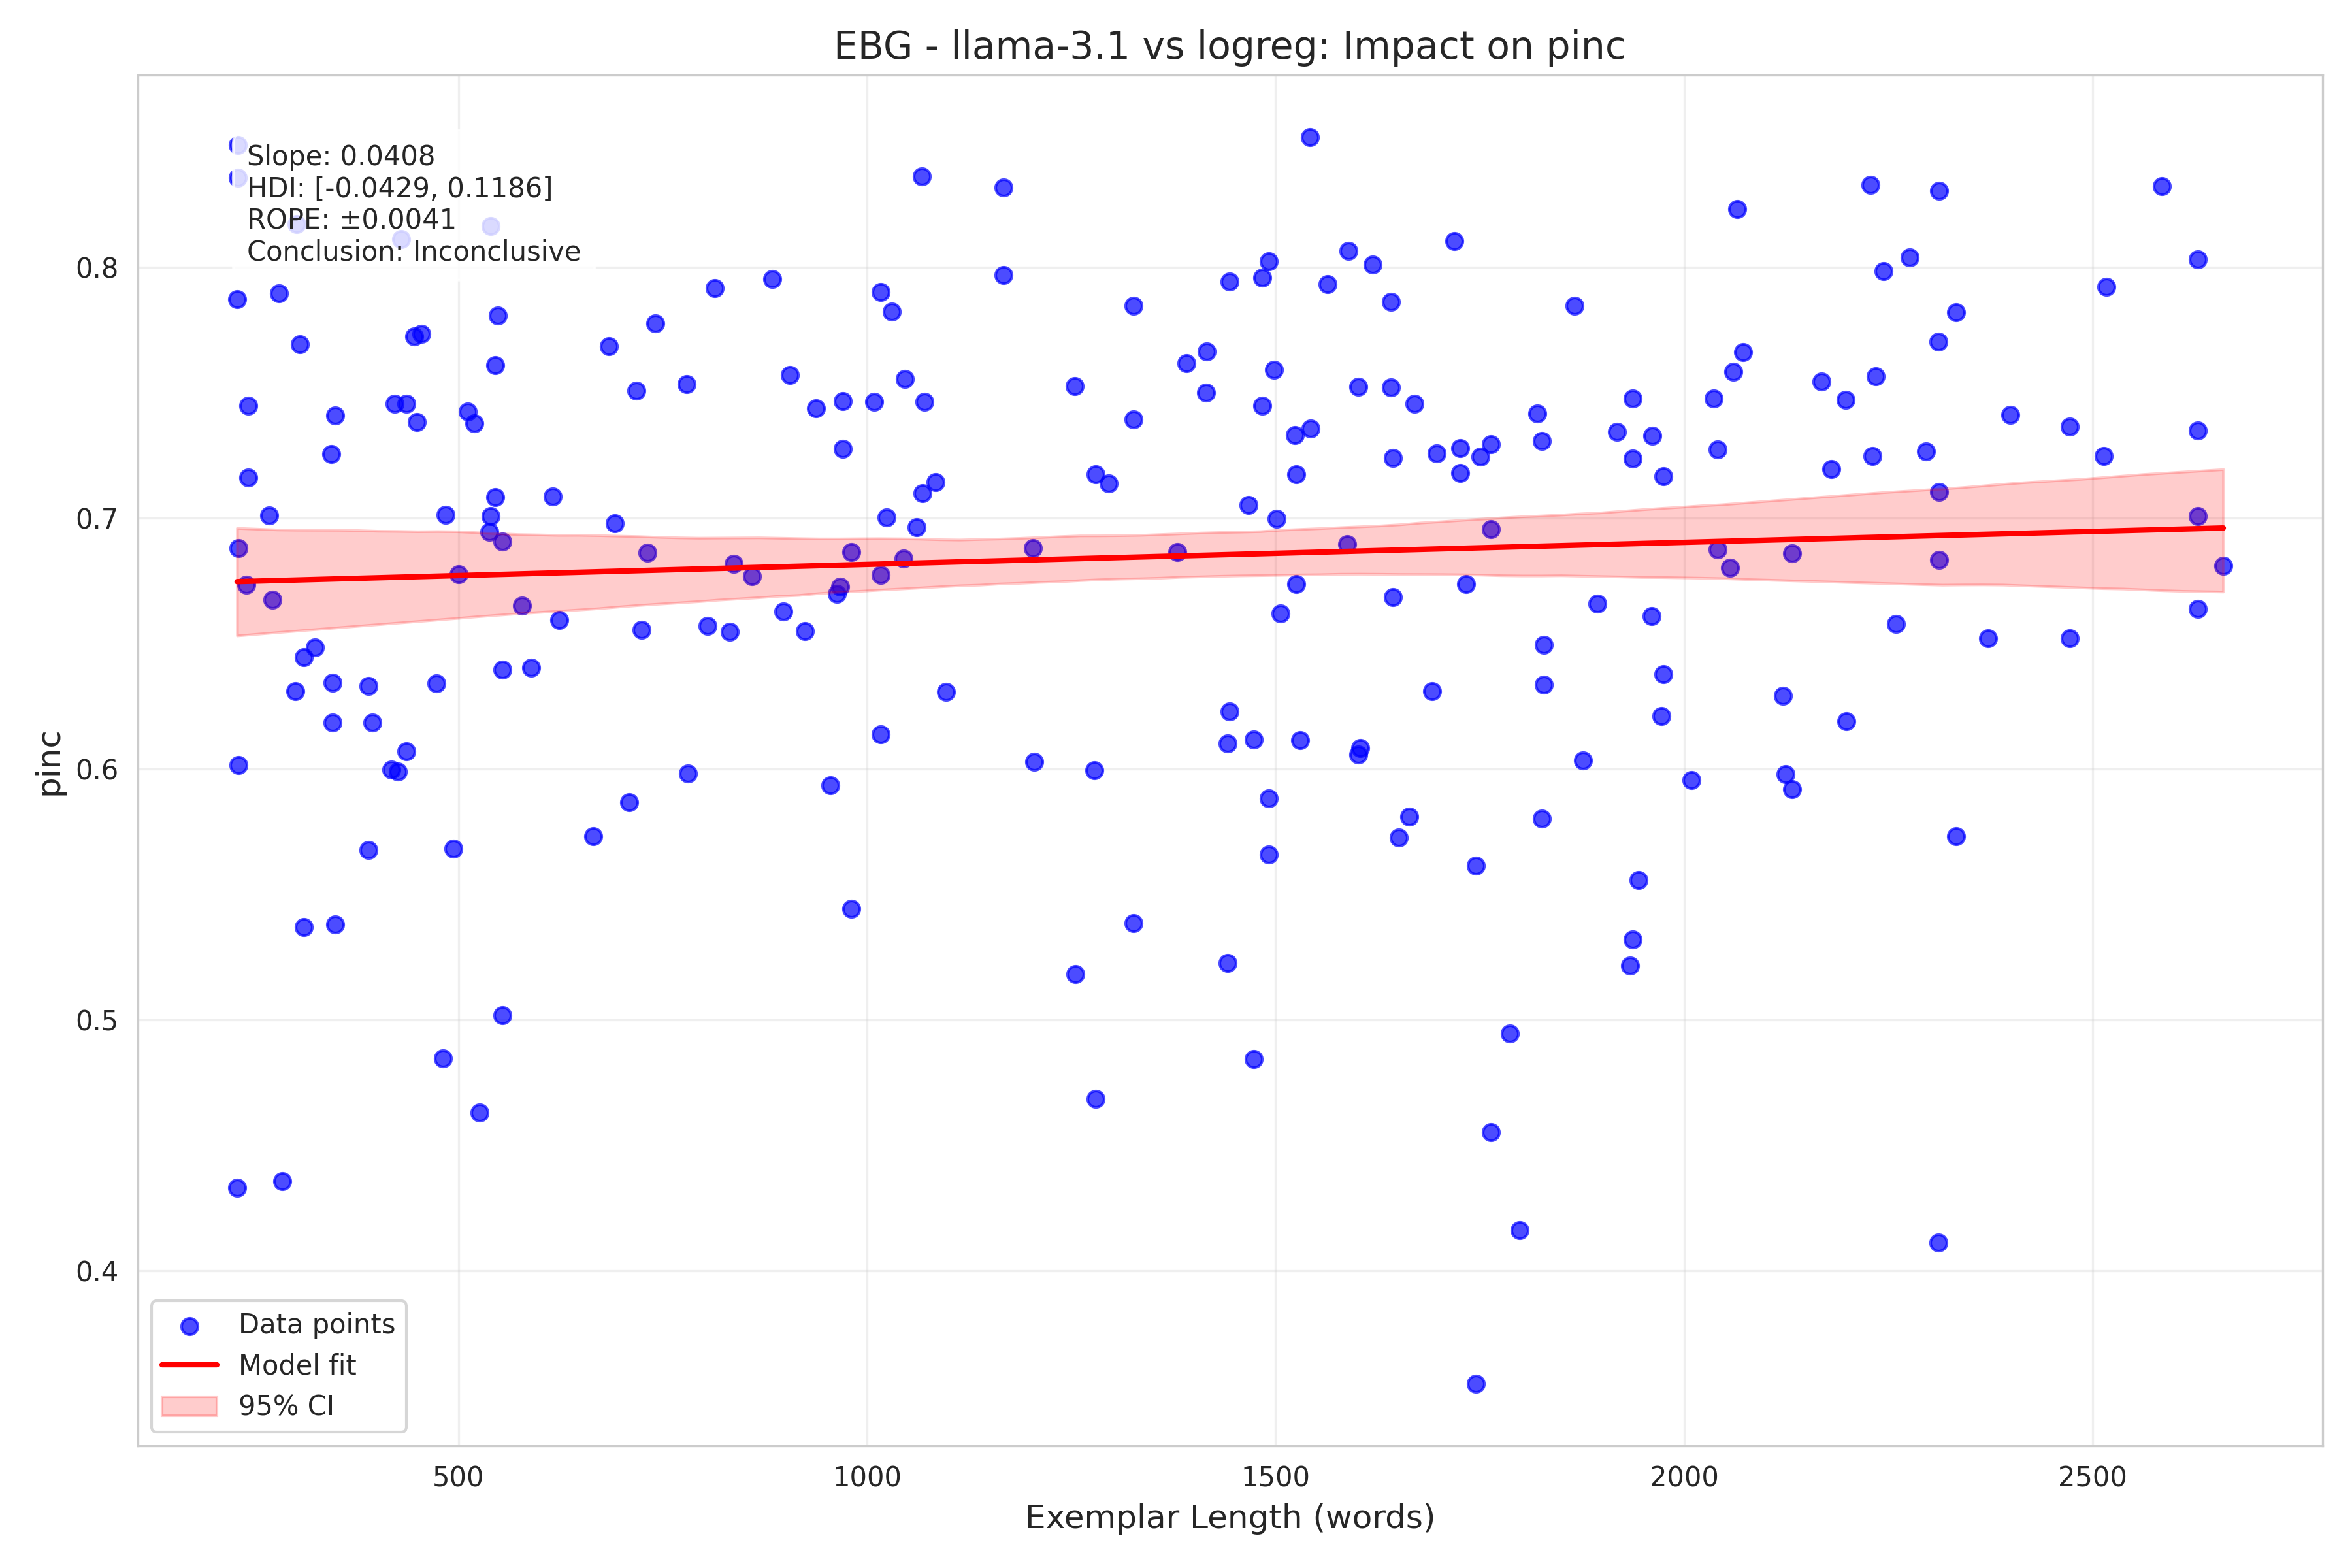 EBG - llama-3.1 vs logreg: Impact on pinc
Slope: 0.0408
HDI: [-0.0429, 0.1186]
ROPE: ±0.0041
Conclusion: Inconclusive
pinc
0.8
0.7
0.6
0.5
0.4
Data points
Model fit
95% CI
500
1000
1500
2000
2500
Exemplar Length (words)